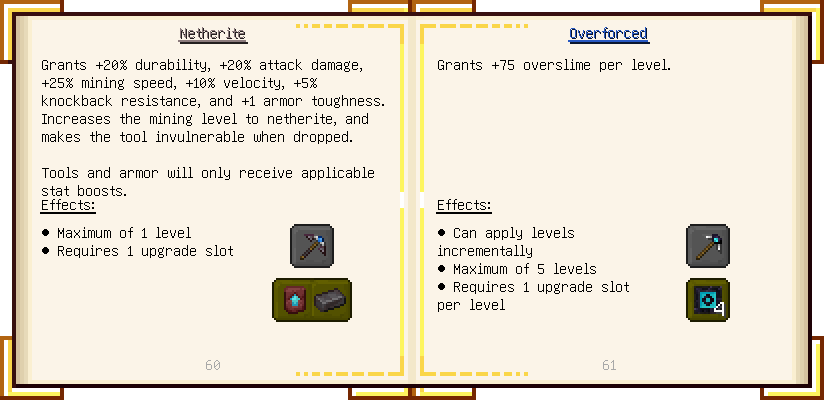 Netherite
Grants +20% durability, +20% attack damage,
+25% mining speed, +10% velocity, +5%
knockback resistance, and +1 armor toughness.
Increases the mining level to netherite, and
makes the tool invulnerable when dropped.
Tools and armor will only receive applicable
stat boosts.
Effects:
● Maximum of 1 level
● Requires 1 upgrade slot
60
Overforced
Grants +75 overslime per level.
Effects:
● Can apply levels
incrementally
● Maximum of 5 levels
● Requires 1 upgrade slot
per level
4
61